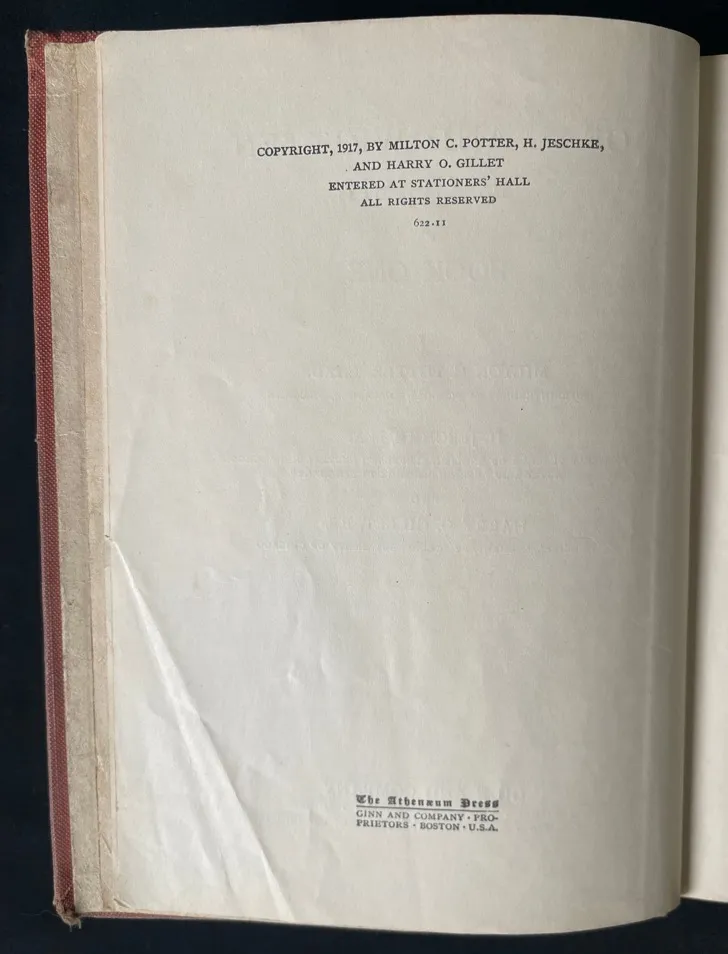 COPYRIGHT, 1917, BY MILTON C. POTTER, H. JESCHKE,
AND HARRY O. GILLET
ENTERED AT STATIONERS' HALL
ALL RIGHTS RESERVED
622.11
The Athenæum Press
GINN AND COMPANY · PRO-
PRIETORS · BOSTON · U.S.A.